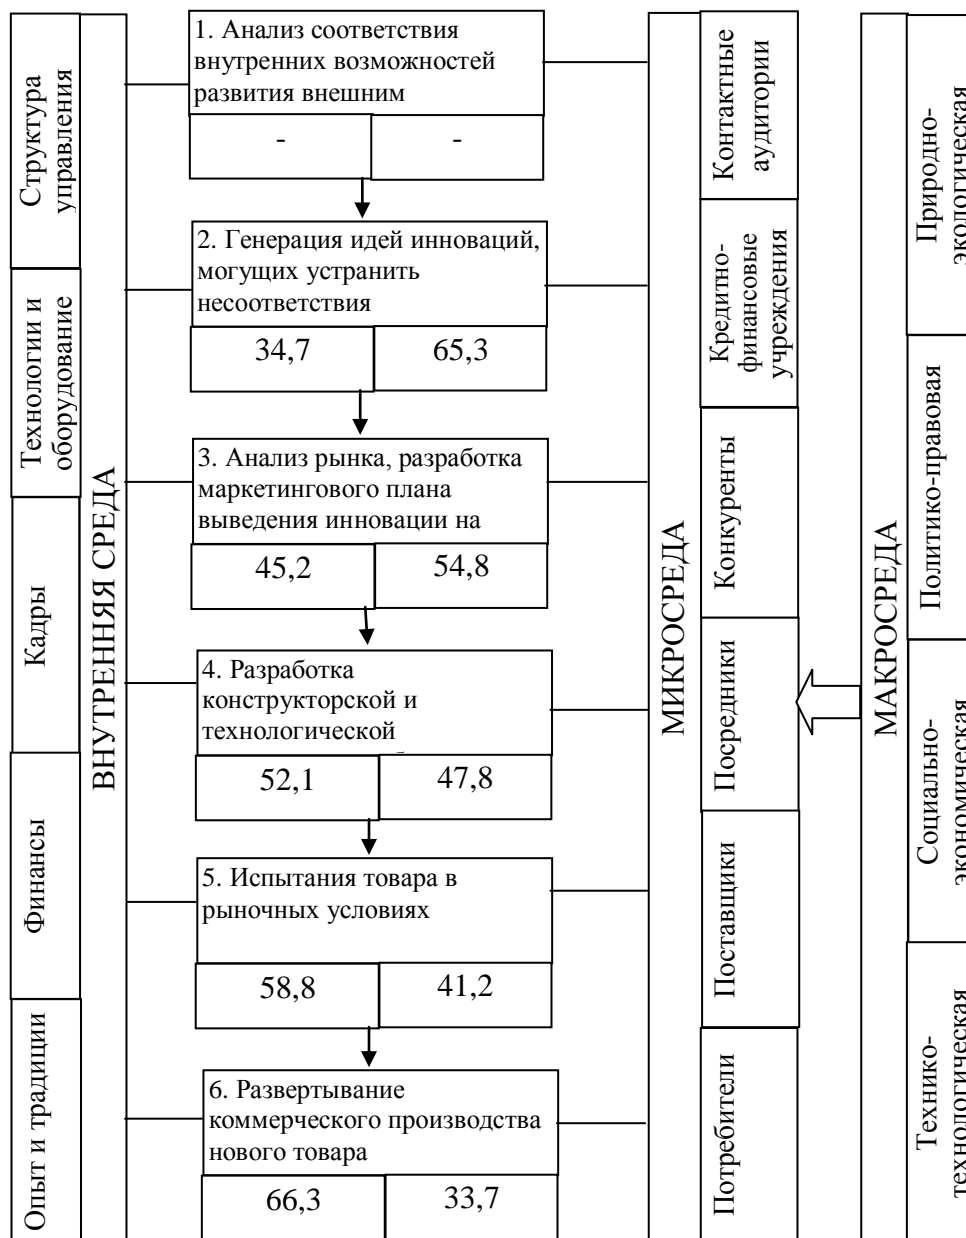 Структура
управления
Технологии и
оборудование
Кадры
Финансы
Опыт и традиции
ВНУТРЕННЯЯ СРЕДА
1. Анализ соответствия
внутренних возможностей
развития внешним
-	-
2. Генерация идей инноваций,
могущих устранить
несоответствия
34,7	65,3
3. Анализ рынка, разработка
маркетингового плана
выведения инновации на
45,2	54,8
4. Разработка
конструкторской и
технологической
52,1	47,8
5. Испытания товара в
рыночных условиях
58,8	41,2
6. Развертывание
коммерческого производства
нового товара
66,3	33,7
МИКРОСРЕДА
Контактные
аудитории
Кредитно-
финансовые
учреждения
Конкуренты
Посредники
Поставщики
Потребители
МАКРОСРЕДА
Природно-
экологическая
Политико-правовая
Социально-
экономическая
Технико-
технологическая